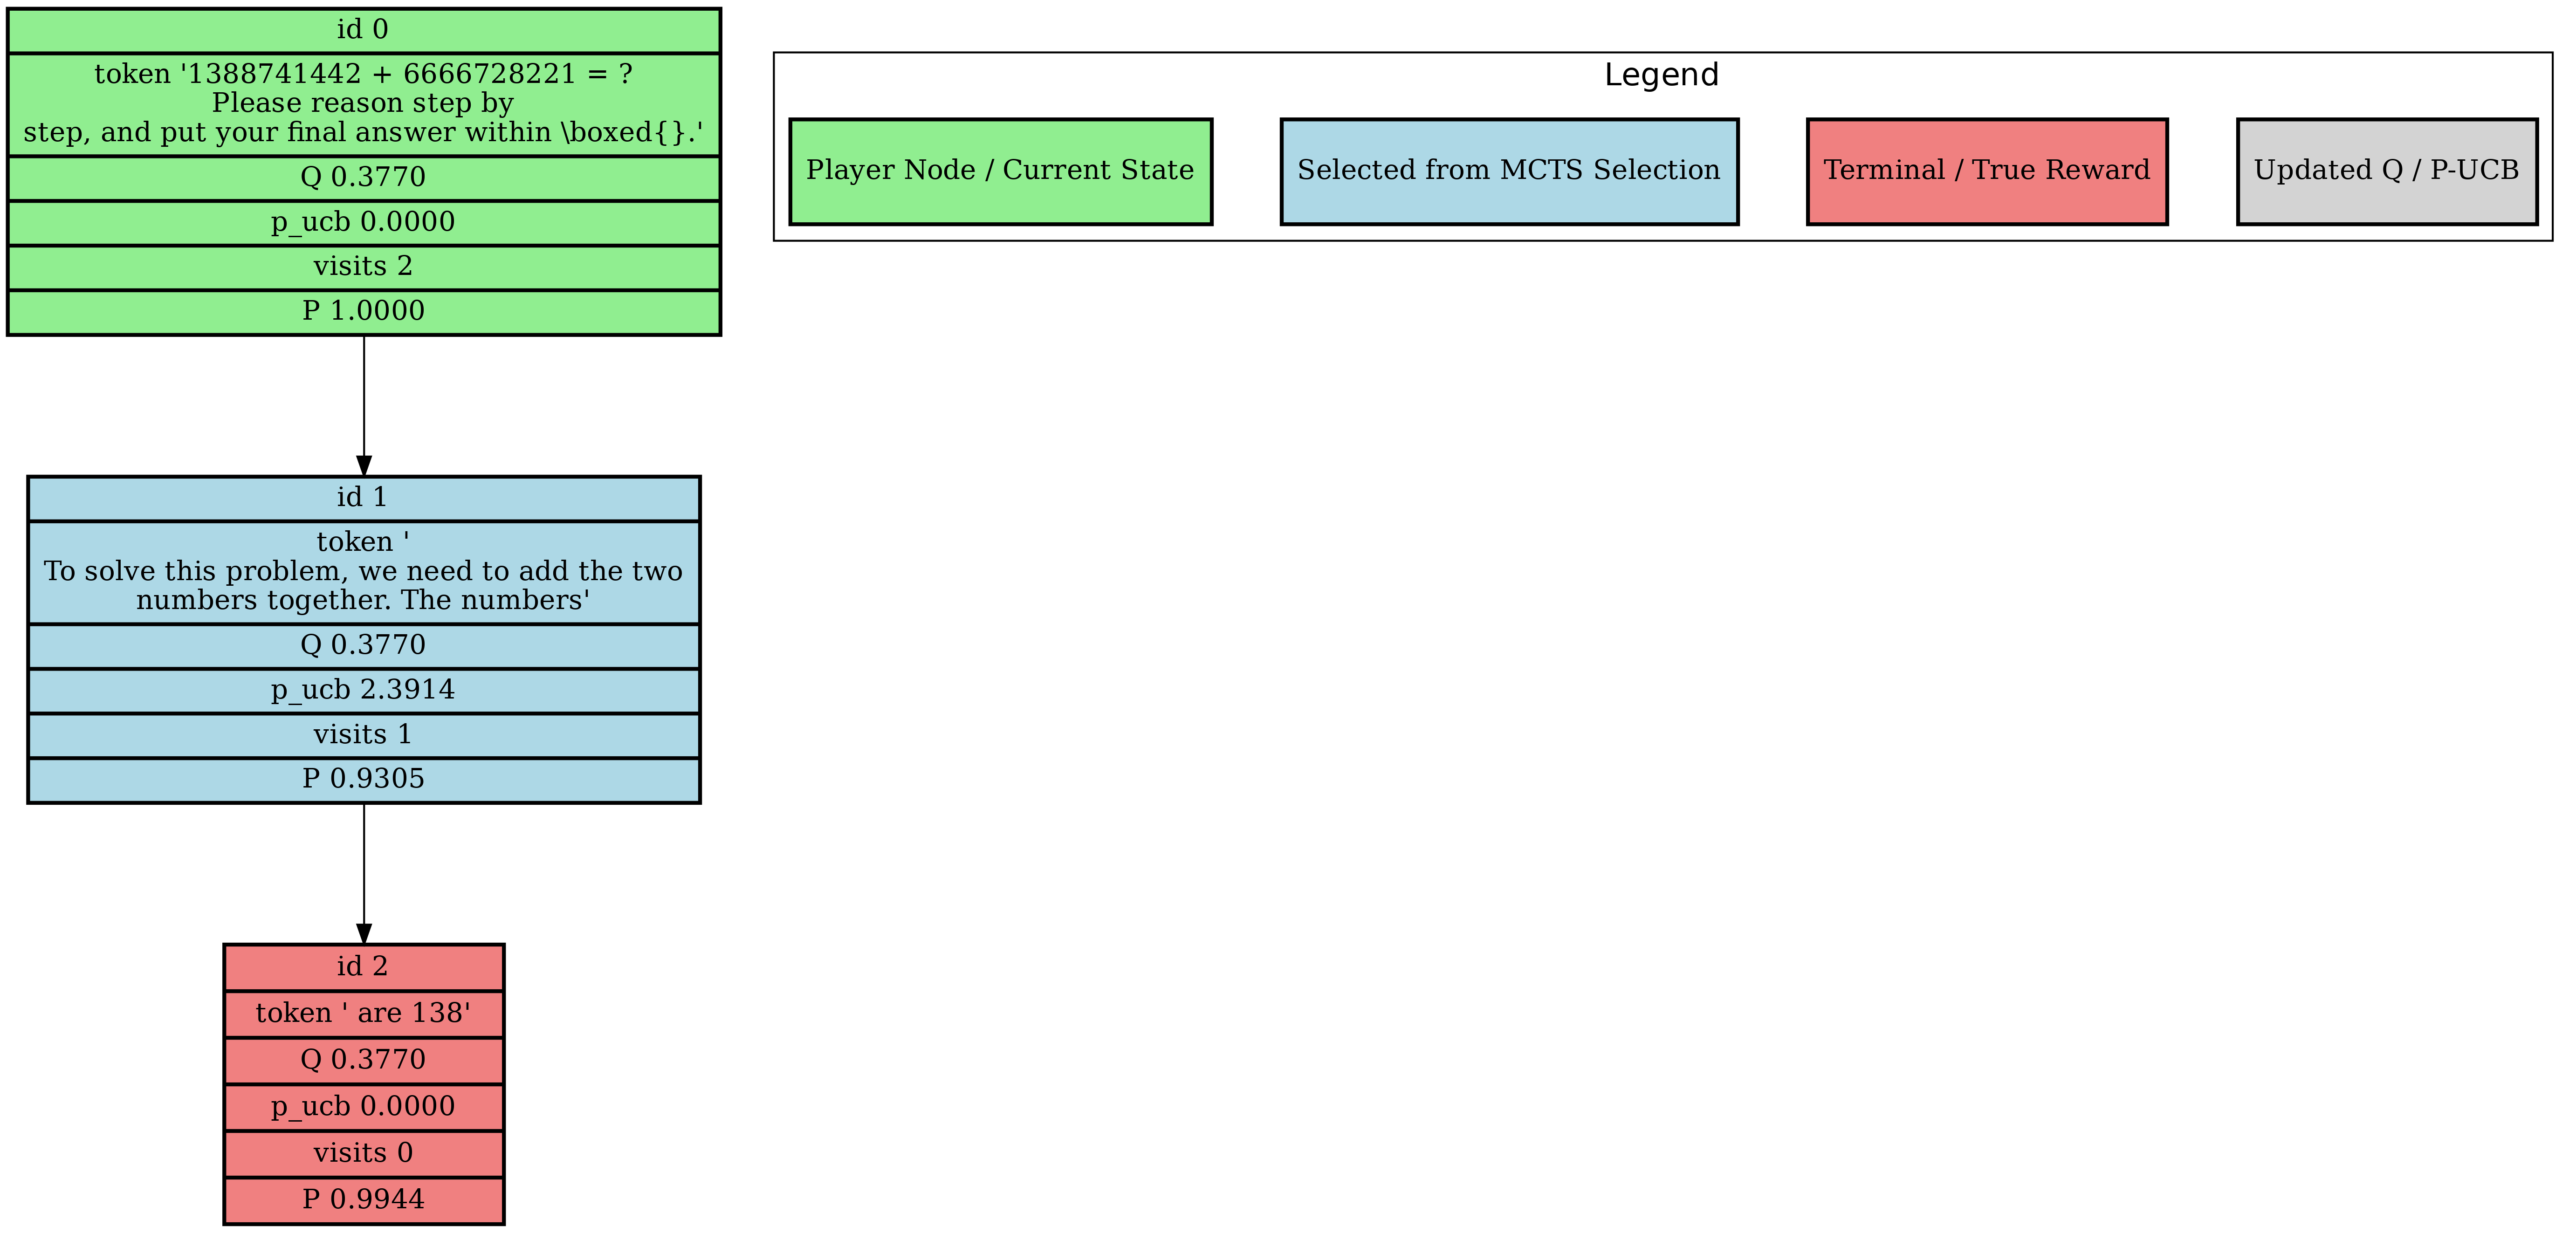 id 0
token '1388741442 + 6666728221 = ?
Please reason step by
step, and put your final answer within \boxed{}.'
Q 0.3770
p_ucb 0.0000
visits 2
P 1.0000
Legend
Player Node / Current State
Selected from MCTS Selection
Terminal / True Reward
Updated Q / P-UCB
id 1
token '
To solve this problem, we need to add the two
numbers together. The numbers'
Q 0.3770
p_ucb 2.3914
visits 1
P 0.9305
id 2
token ' are 138'
Q 0.3770
p_ucb 0.0000
visits 0
P 0.9944